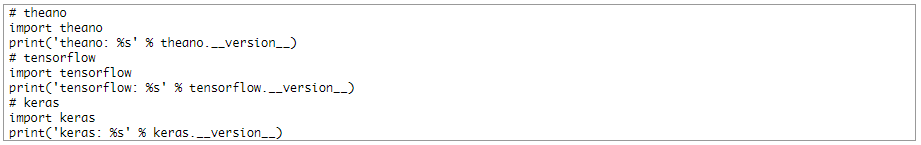 # theano
import theano
print('theano: %s' % theano.__version__)
# tensorflow
import tensorflow
print('tensorflow: %s' % tensorflow.__version__)
# keras
import keras
print('keras: %s' % keras.__version__)